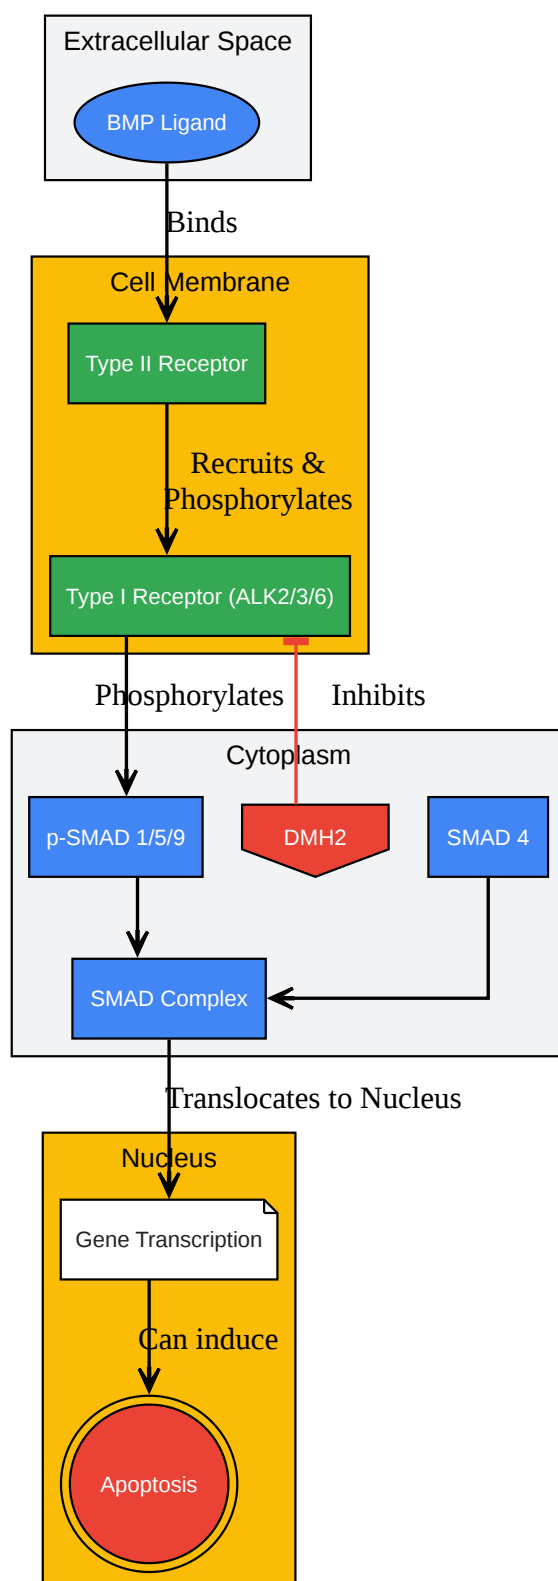 Extracellular Space
BMP Ligand
Binds
Cell Membrane
Type II Receptor
Recruits &
Phosphorylates
Type I Receptor (ALK2/3/6)
Phosphorylates
Inhibits
Cytoplasm
p-SMAD 1/5/9
DMH2
SMAD 4
SMAD Complex
Translocates to Nucleus
Nucleus
Gene Transcription
Can induce
Apoptosis